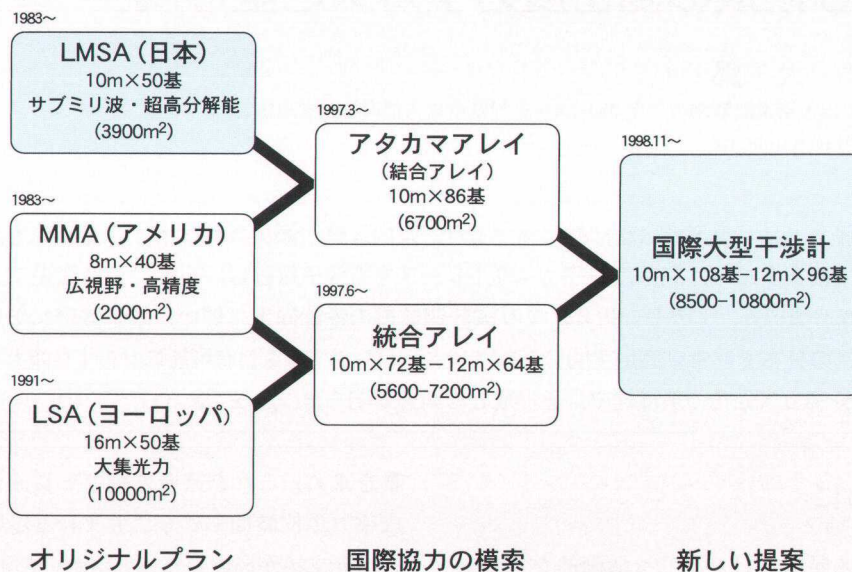 1983〜
LMSA（日本）
10m×50基
サブミリ波・超高分解能
(3900m²)
1983〜
MMA（アメリカ）
8m×40基
広視野・高精度
(2000m²)
1991〜
LSA（ヨーロッパ）
16m×50基
大集光力
(10000m²)
オリジナルプラン
1997.3〜
アタカマアレイ
(結合アレイ)
10m×86基
(6700m²)
1997.6〜
統合アレイ
10m×72基−12m×64基
(5600−7200m²)
国際協力の模索
1998.11〜
国際大型干渉計
10m×108基−12m×96基
(8500−10800m²)
新しい提案